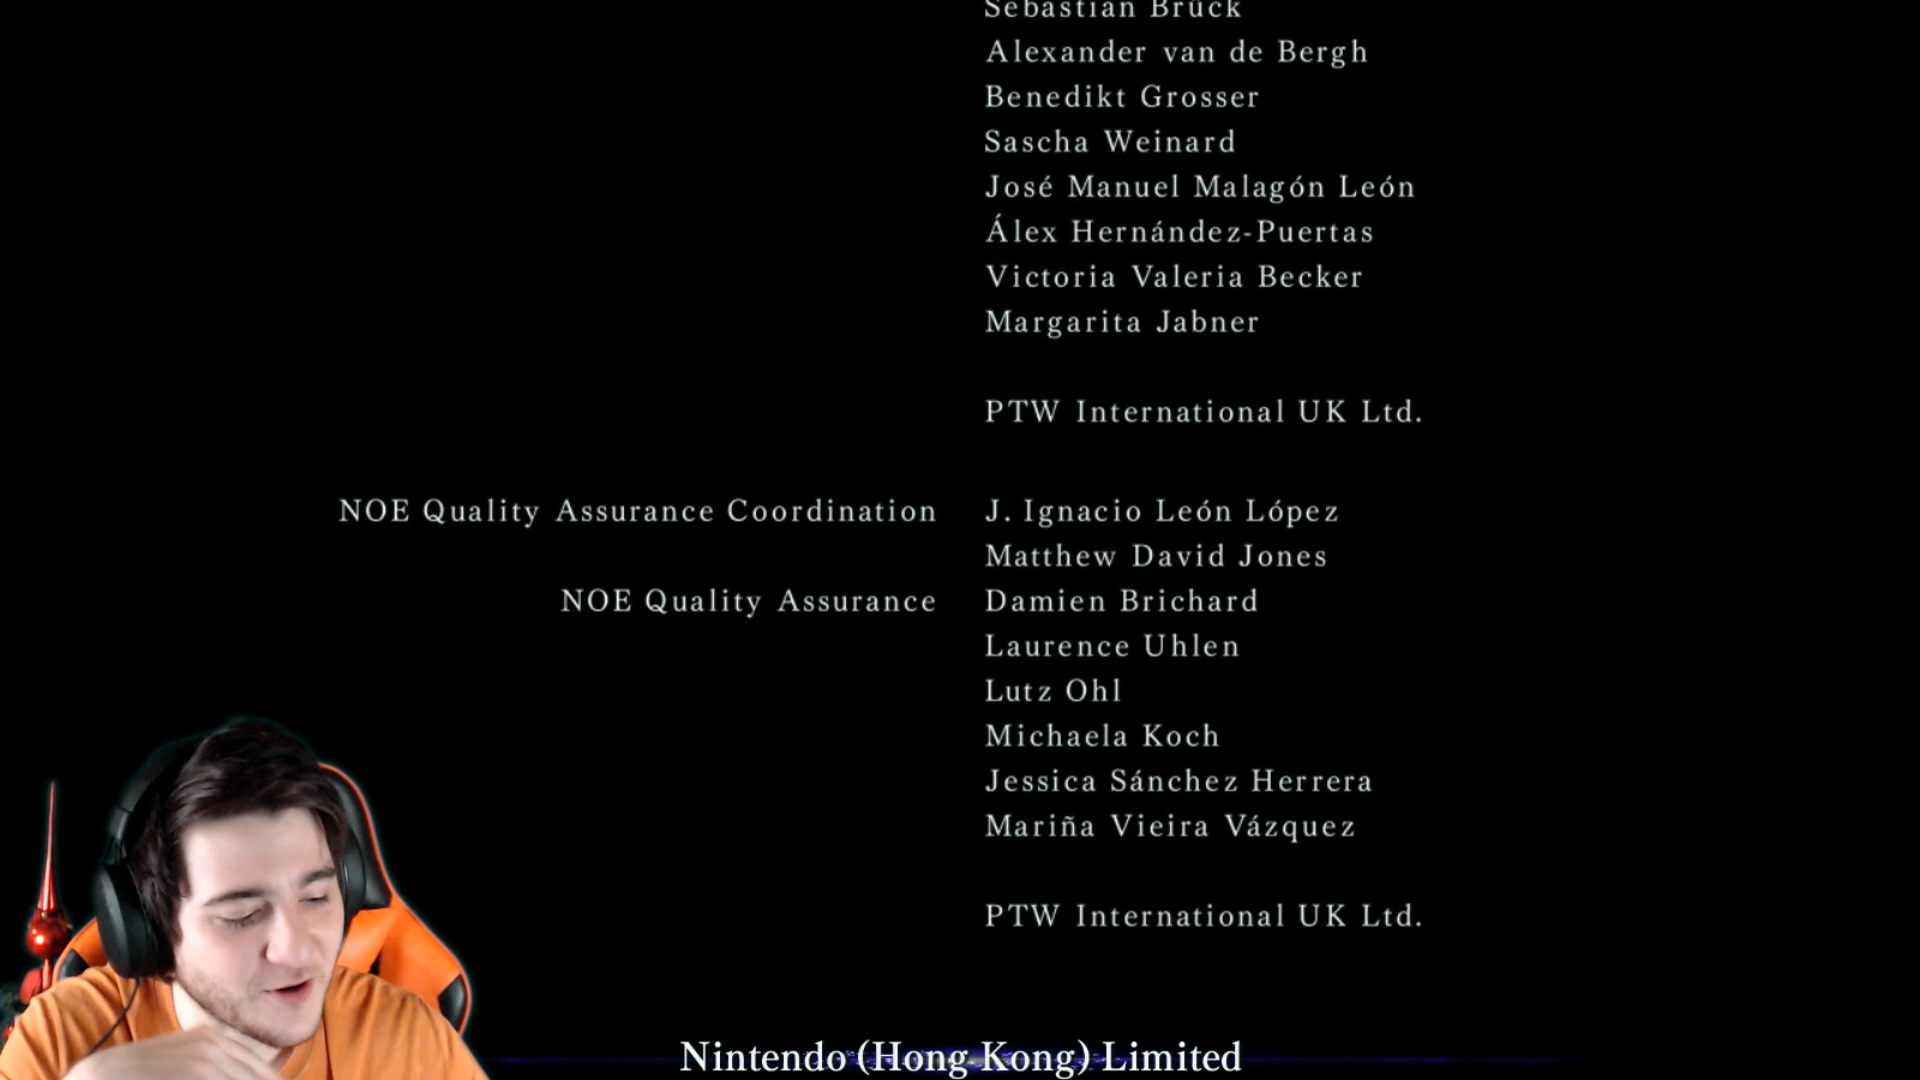 Sebastian Brück
Alexander van de Bergh
Benedikt Grosser
Sascha Weinard
José Manuel Malagón León
Álex Hernández-Puertas
Victoria Valeria Becker
Margarita Jabner
PTW International UK Ltd.
NOE Quality Assurance Coordination J. Ignacio León López
Matthew David Jones
NOE Quality Assurance Damien Brichard
Laurence Uhlen
Lutz Ohl
Michaela Koch
Jessica Sánchez Herrera
Mariña Vieira Vázquez
PTW International UK Ltd.
Nintendo (Hong Kong) Limited